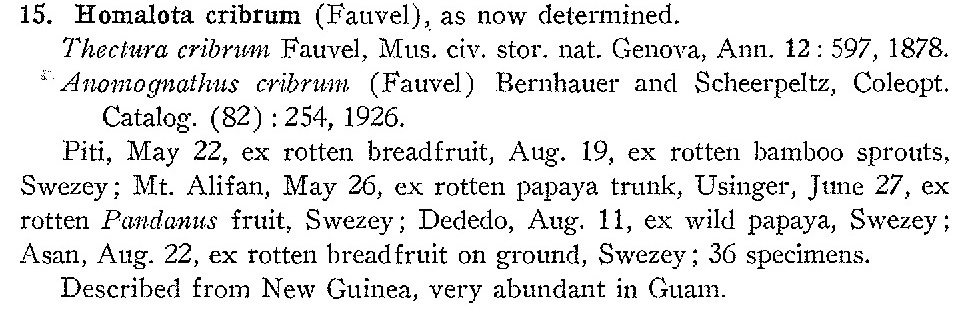 15. Homalota cribrum (Fauvel), as now determined.
Thectura cribrum Fauvel, Mus. civ. stor. nat. Genova, Ann. 12: 597, 1878.
Anomognathus cribrum (Fauvel) Bernhauer and Scheerpeltz, Coleopt.
Catalog. (82) : 254, 1926.
Piti, May 22, ex rotten breadfruit, Aug. 19, ex rotten bamboo sprouts,
Swezey; Mt. Alifan, May 26, ex rotten papaya trunk, Usinger, June 27, ex
rotten Pandanus fruit, Swezey; Dededo, Aug. 11, ex wild papaya, Swezey;
Asan, Aug. 22, ex rotten breadfruit on ground, Swezey; 36 specimens.
Described from New Guinea, very abundant in Guam.